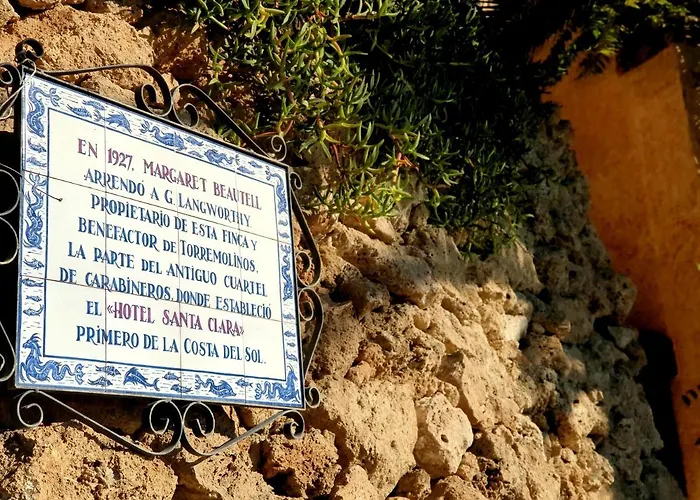 EN 1927, MARGARET BEAUTELL
ARRENDÓ A G. LANGWORTHY
PROPIETARIO DE ESTA FINCA Y
BENEFACTOR DE TORREMOLINOS,
LA PARTE DEL ANTIGUO CUARTEL
DE CARABINEROS, DONDE ESTABLECIÓ
EL «HOTEL SANTA CLARA»
PRIMERO DE LA COSTA DEL SOL.